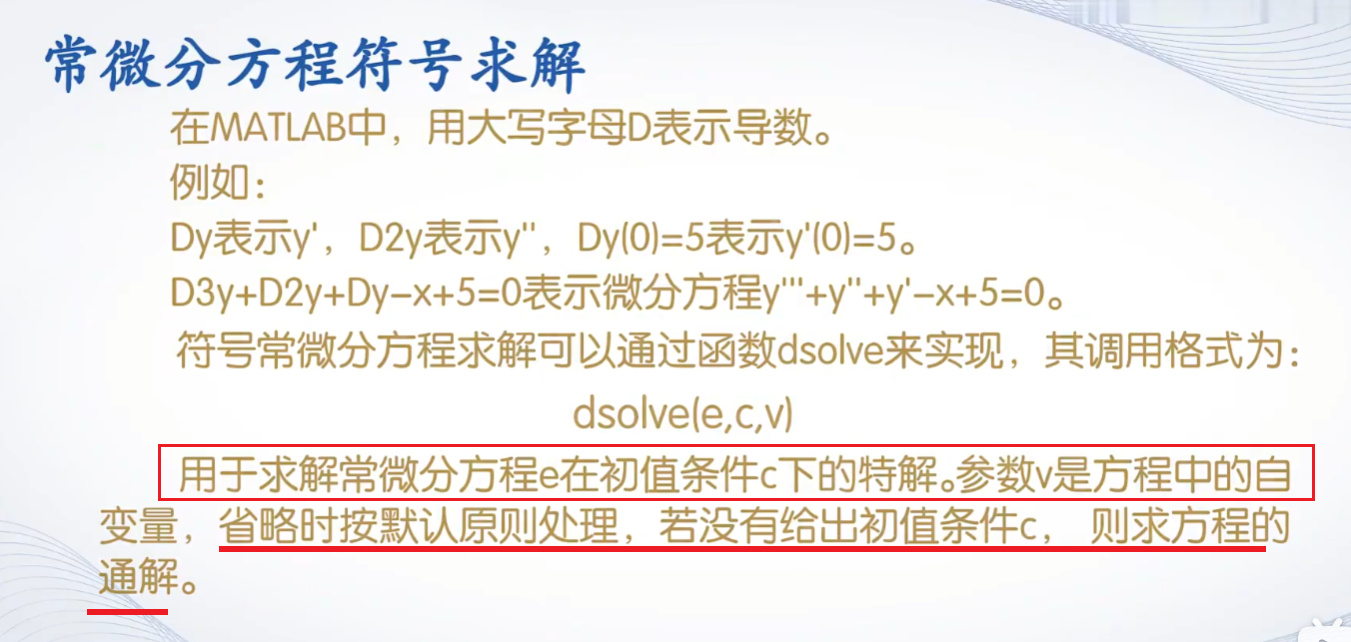 常微分方程符号求解
在MATLAB中，用大写字母D表示导数。
例如：
Dy表示y'，D2y表示y''，Dy(0)=5表示y'(0)=5。
D3y+D2y+Dy-x+5=0表示微分方程y'''+y''+y'-x+5=0。
符号常微分方程求解可以通过函数dsolve来实现，其调用格式为：
dsolve(e,c,v)
用于求解常微分方程e在初值条件c下的特解。参数v是方程中的自
变量，省略时按默认原则处理，若没有给出初值条件c， 则求方程的
通解。